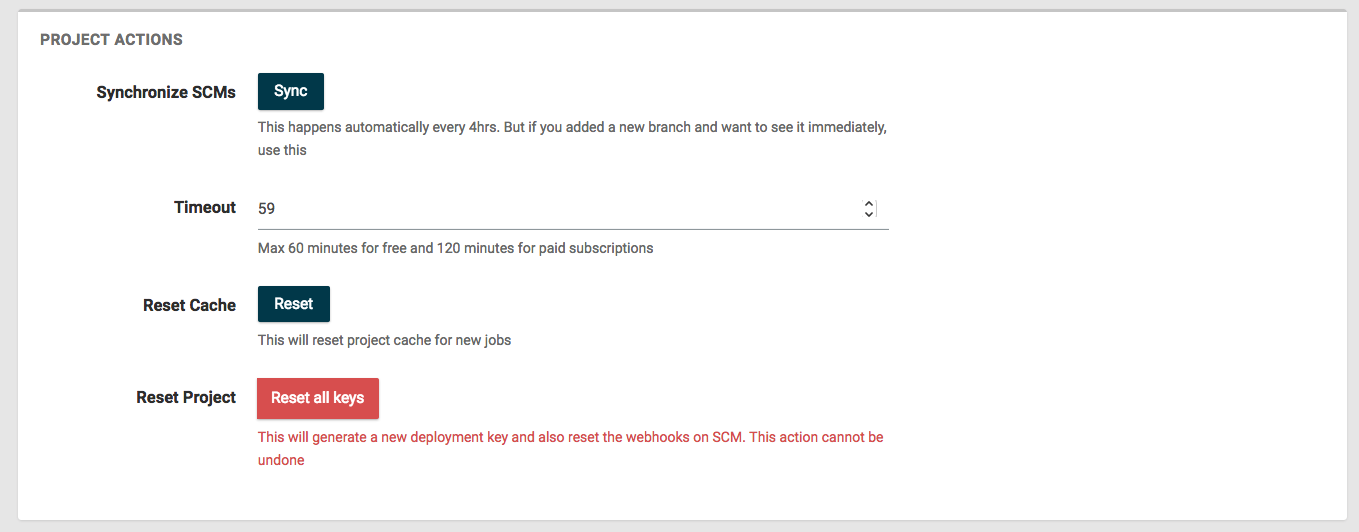 PROJECT ACTIONS
Synchronize SCMs
Sync
This happens automatically every 4hrs. But if you added a new branch and want to see it immediately,
use this
Timeout
59
Max 60 minutes for free and 120 minutes for paid subscriptions
Reset Cache
Reset
This will reset project cache for new jobs
Reset Project
Reset all keys
This will generate a new deployment key and also reset the webhooks on SCM. This action cannot be
undone